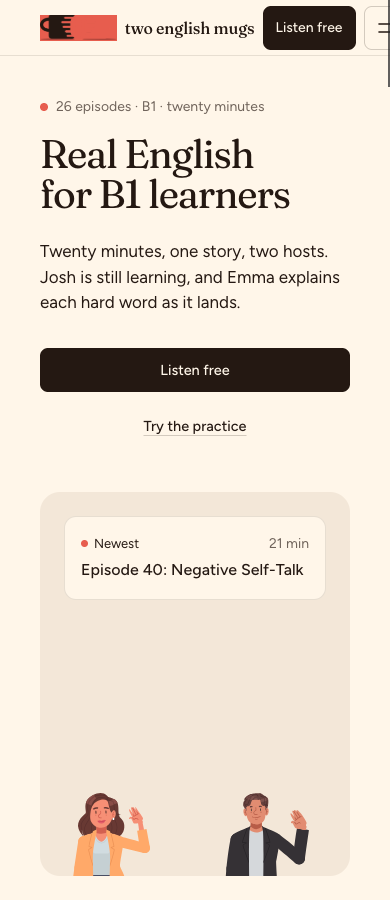 two english mugs
Listen free
26 episodes · B1 · twenty minutes
Real English
for B1 learners
Twenty minutes, one story, two hosts.
Josh is still learning, and Emma explains
each hard word as it lands.
Listen free
Try the practice
Newest
21 min
Episode 40: Negative Self-Talk